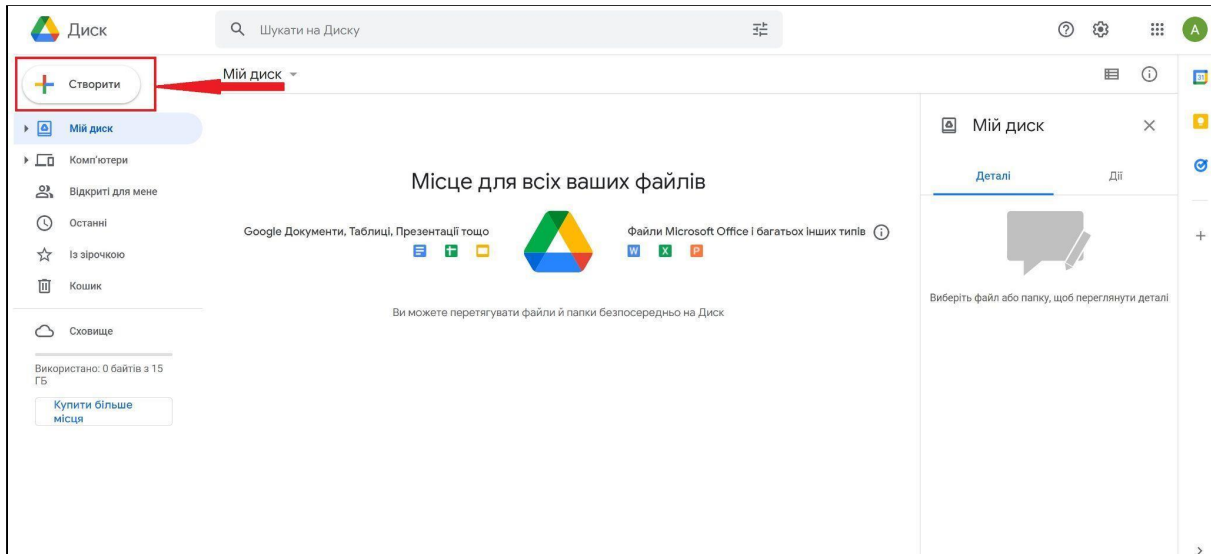 Диск
Шукати на Диску
A
Створити
Мій диск
31
Мій диск
Комп'ютери
Відкриті для мене
Останні
Із зірочкою
Кошик
Сховище
Використано: 0 байтів з 15
ГБ
Купити більше
місця
Місце для всіх ваших файлів
Google Документи, Таблиці, Презентації тощо
Файли Microsoft Office і багатьох інших типів
W X P
Ви можете перетягувати файли й папки безпосередньо на Диск
Мій диск
Деталі
Дії
Виберіть файл або папку, щоб переглянути деталі